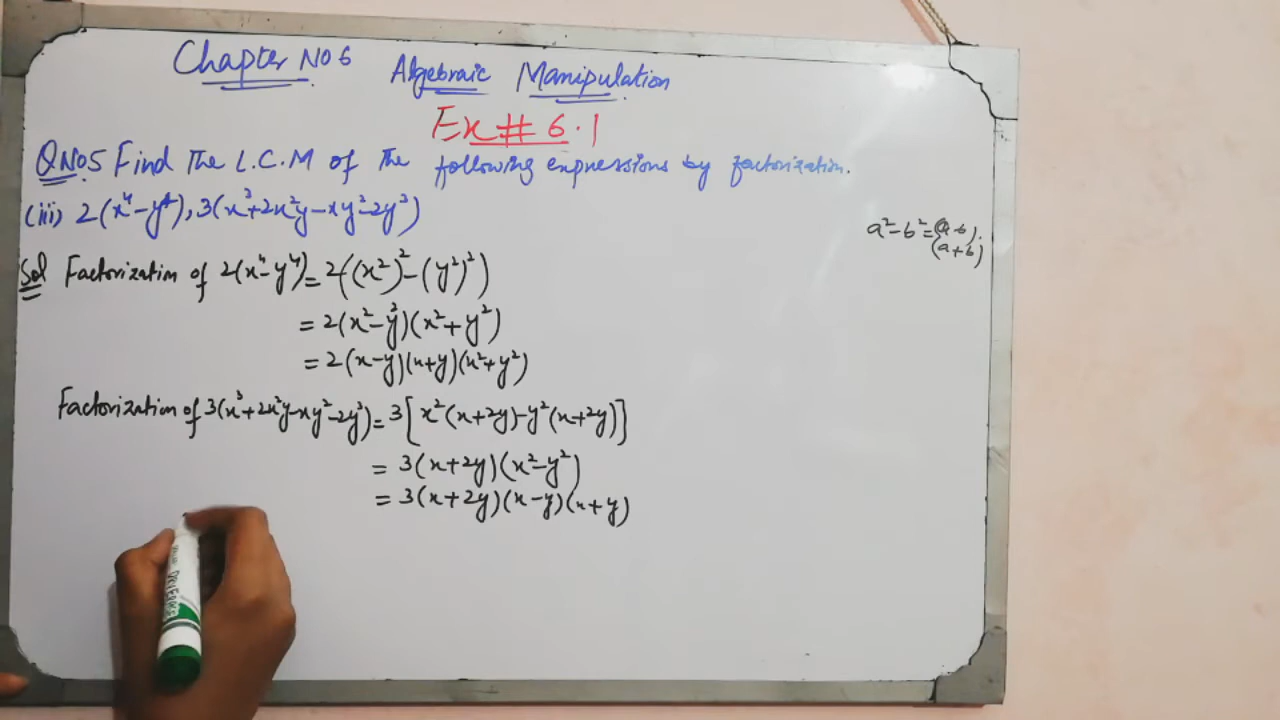 Chapter No 6 Algebraic Manipulation
Ex # 6.1
Q No.5 Find The L.C.M of The following expressions by factorization.
(iii) 2(x⁴-y⁴), 3(x³+2x²y-xy²-2y³)
a²-b²=(a-b).
(a+b)
Sol Factorization of 2(x⁴-y⁴)=2((x²)²-(y²)²)
= 2(x²-y²)(x²+y²)
= 2(x-y)(x+y)(x²+y²)
Factorization of 3(x³+2x²y-xy²-2y³)= 3[x²(x+2y)-y²(x+2y)]
= 3(x+2y)(x²-y²)
= 3(x+2y)(x-y)(x+y)